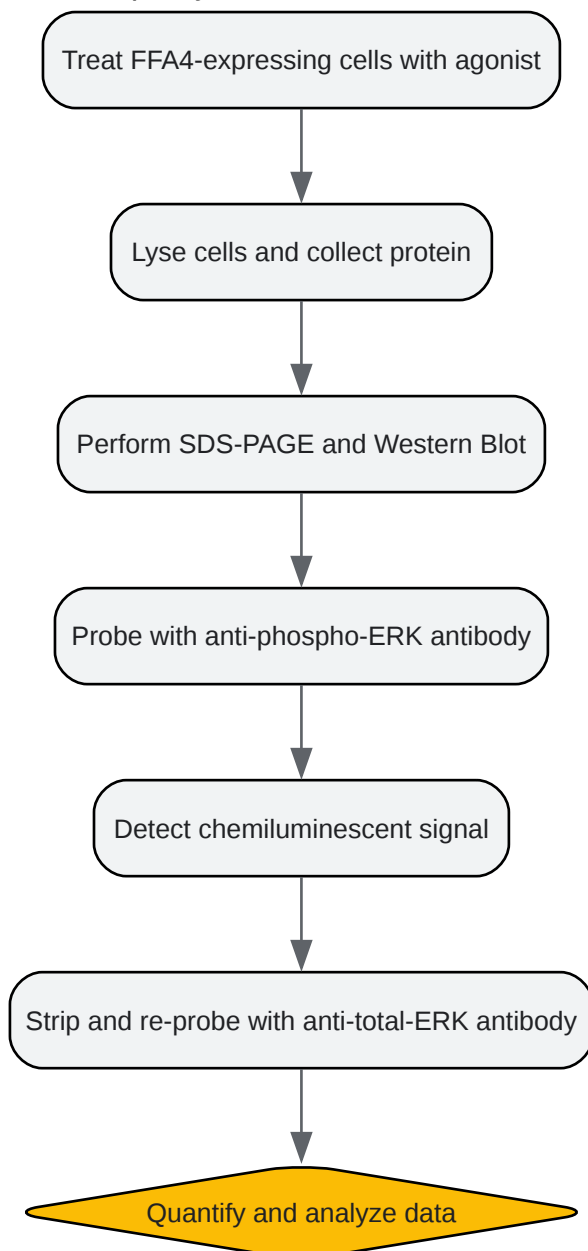 Treat FFA4-expressing cells with agonist
Lyse cells and collect protein
Perform SDS-PAGE and Western Blot
Probe with anti-phospho-ERK antibody
Detect chemiluminescent signal
Strip and re-probe with anti-total-ERK antibody
Quantify and analyze data